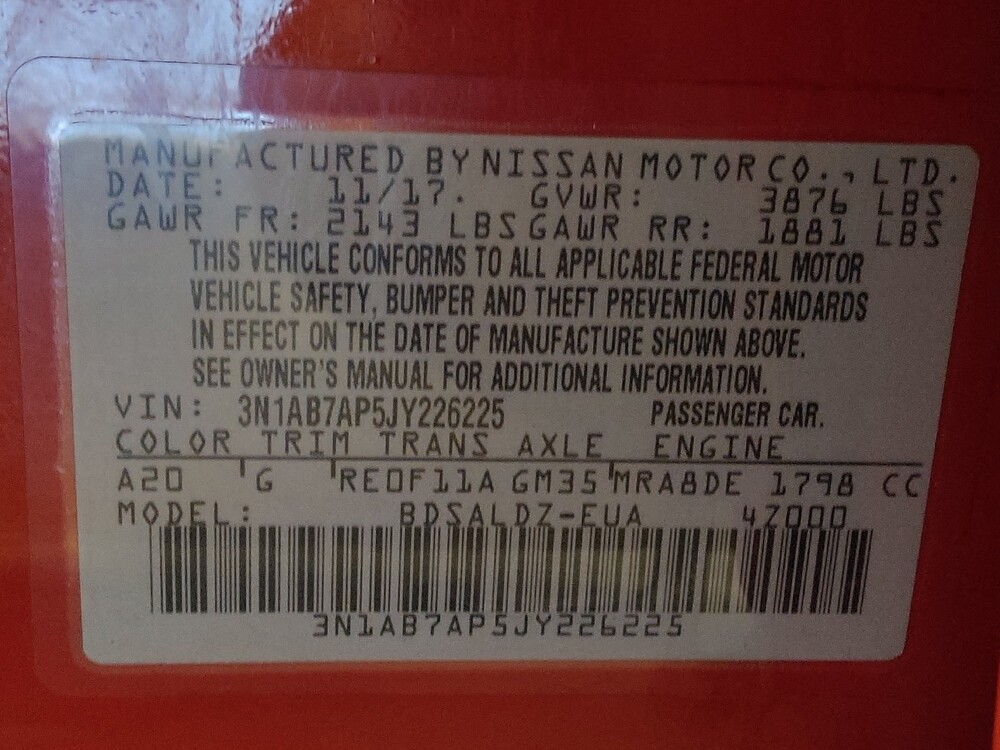 MANUFACTURED BY NISSAN MOTOR CO., LTD.
DATE: 11/17. GVWR: 3876 LBS
GAWR FR: 2143 LBS GAWR RR: 1881 LBS
THIS VEHICLE CONFORMS TO ALL APPLICABLE FEDERAL MOTOR
VEHICLE SAFETY, BUMPER AND THEFT PREVENTION STANDARDS
IN EFFECT ON THE DATE OF MANUFACTURE SHOWN ABOVE.
SEE OWNER'S MANUAL FOR ADDITIONAL INFORMATION.
VIN: 3N1AB7AP5JY226225 PASSENGER CAR.
COLOR TRIM TRANS AXLE ENGINE
A20 G RE0F11A GM35 MRA8DE 1798 CC
MODEL: BDSALDZ-EUA 4Z000
3N1AB7AP5JY226225